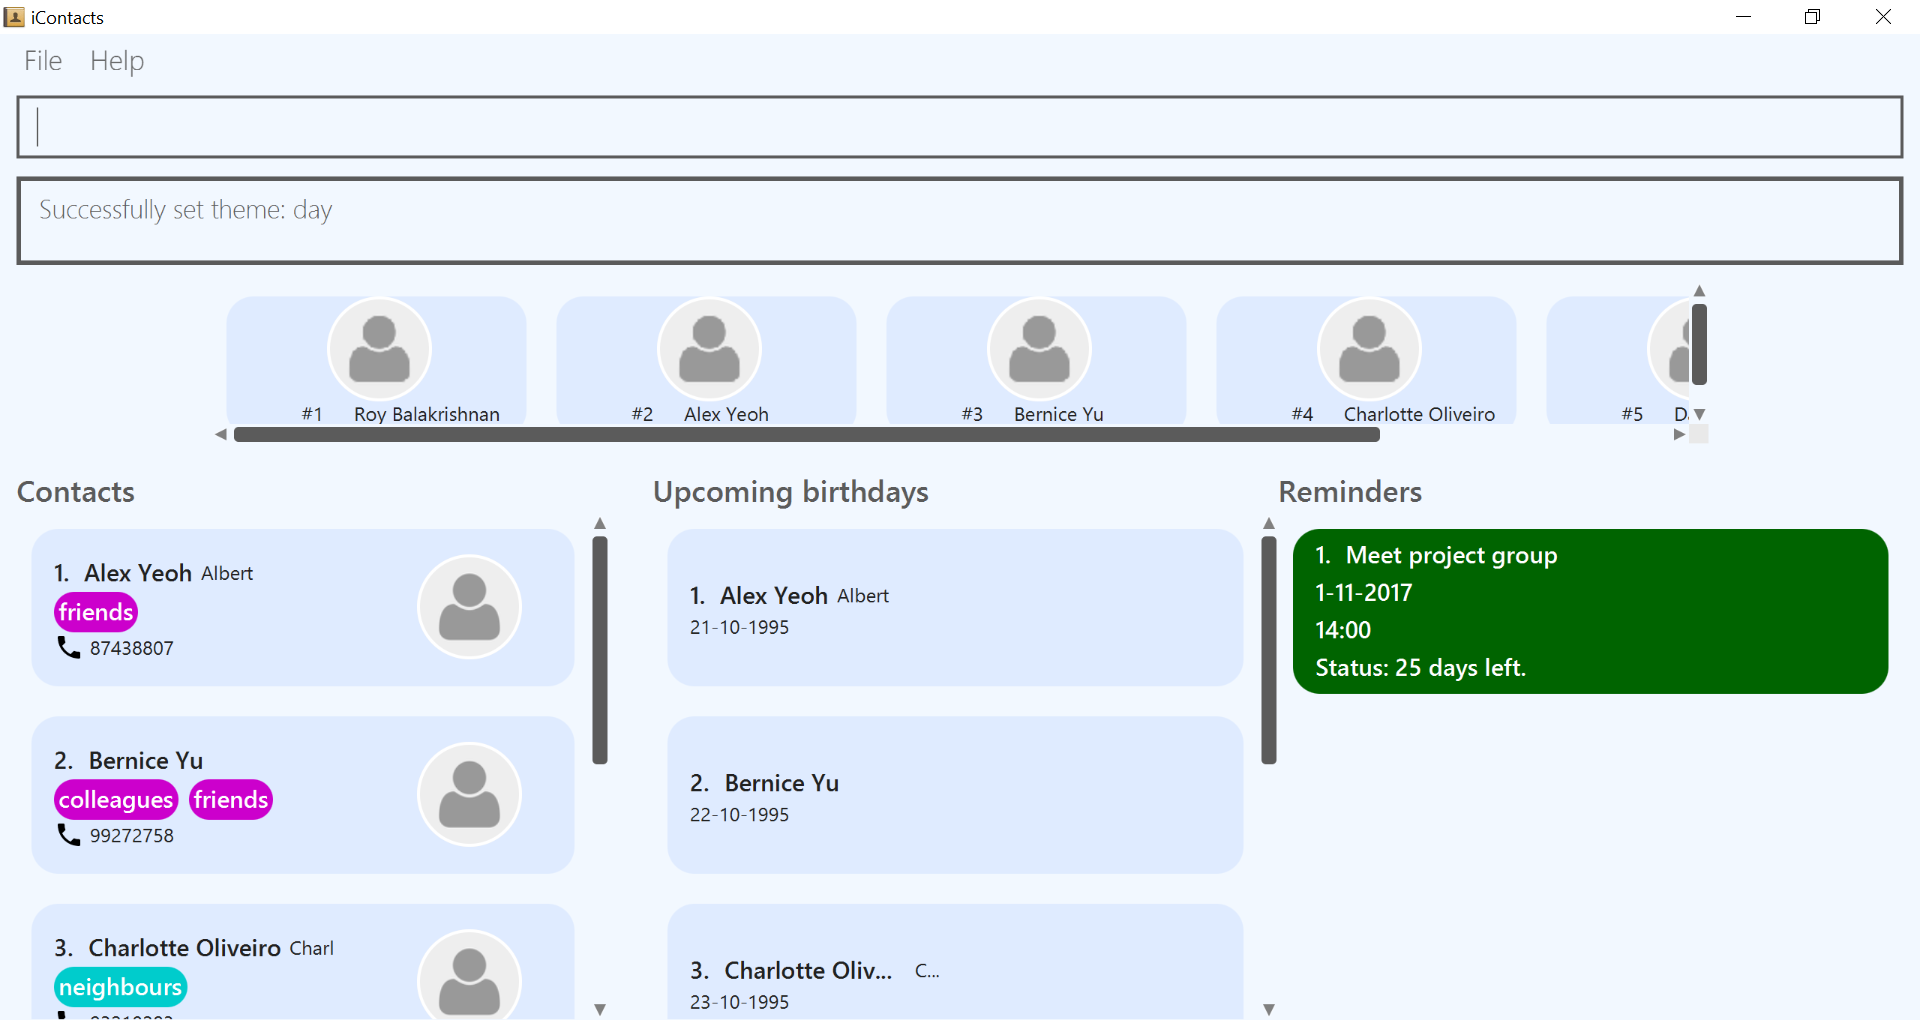 iContacts
File Help
Successfully set theme: day
#1 Roy Balakrishnan
#2 Alex Yeoh
#3 Bernice Yu
#4 Charlotte Oliveiro
#5
Contacts
1. Alex Yeoh Albert
friends
87438807
2. Bernice Yu
colleagues friends
99272758
3. Charlotte Oliveiro Charl
neighbours
Upcoming birthdays
1. Alex Yeoh Albert
21-10-1995
2. Bernice Yu
22-10-1995
3. Charlotte Oliv... C...
23-10-1995
Reminders
1. Meet project group
1-11-2017
14:00
Status: 25 days left.